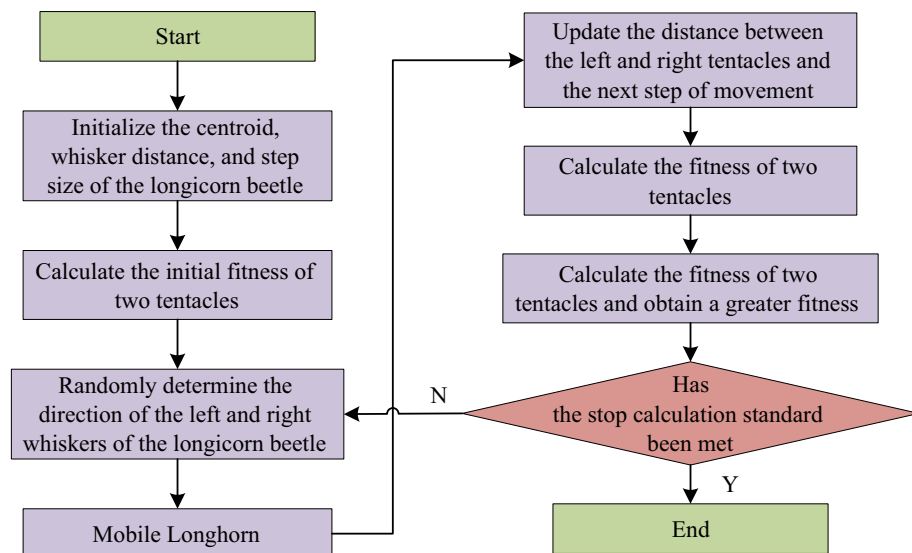 Start
Initialize the centroid,
whisker distance, and step
size of the longicorn beetle
Calculate the initial fitness of
two tentacles
Randomly determine the
direction of the left and right
whiskers of the longicorn beetle
Mobile Longhorn
Update the distance between
the left and right tentacles and
the next step of movement
Calculate the fitness of two
tentacles
Calculate the fitness of two
tentacles and obtain a greater fitness
Has
the stop calculation standard
been met
N
Y
End